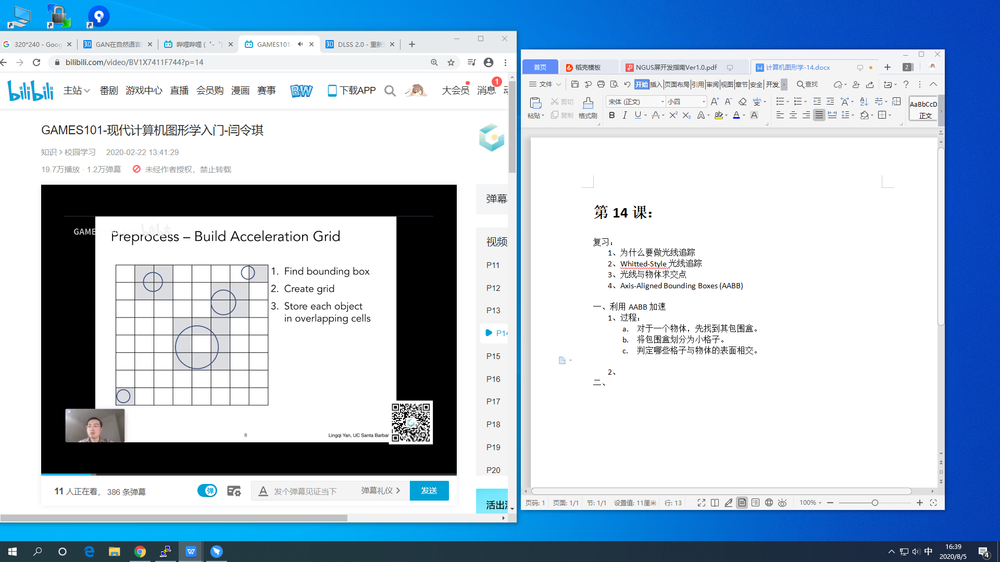 320*240 - Goog
GAN在自然语言
哔哩哔哩 (゜-゜)
GAMES101-
DLSS 2.0 - 重新
bilibili.com/video/BV1X7411F744?p=14
bilibili
主站
番剧
游戏中心
直播
会员购
漫画
赛事
BW
下载APP
大会员
消息
1
GAMES101-现代计算机图形学入门-闫令琪
知识 > 校园学习 2020-02-22 13:41:29
19.7万播放 · 1.2万弹幕 未经作者授权，禁止转载
GAME
bilibili
Preprocess – Build Acceleration Grid
1. Find bounding box
2. Create grid
3. Store each object
in overlapping cells
8
Lingqi Yan, UC Santa Barbar
11 人正在看， 386 条弹幕
弹
发个弹幕见证当下
弹幕礼仪 >
发送
弹幕
视频
P11
P12
P13
P14
P15
P16
P17
P18
P19
P20
首页
稻壳模板
NGUS屏开发指南Ver1.0.pdf
计算机图形学-14.docx
2
文件
开始 插入 页面布局 引用 审阅 视图 章节 安全 开发
查找
粘贴
剪切
复制
格式刷
宋体 (正文)
小四
AaBbCcD
正文
第 14 课：
复习：
1、为什么要做光线追踪
2、Whitted-Style 光线追踪
3、光线与物体求交点
4、Axis-Aligned Bounding Boxes (AABB)
一、利用 AABB 加速
1、过程：
a. 对于一个物体，先找到其包围盒。
b. 将包围盒划分为小格子。
c. 判定哪些格子与物体的表面相交。
2、
二、
页码: 1 页面: 1/1 节: 1/1 设置值: 11厘米 行: 13
100%
中
16:39
2020/8/5
4